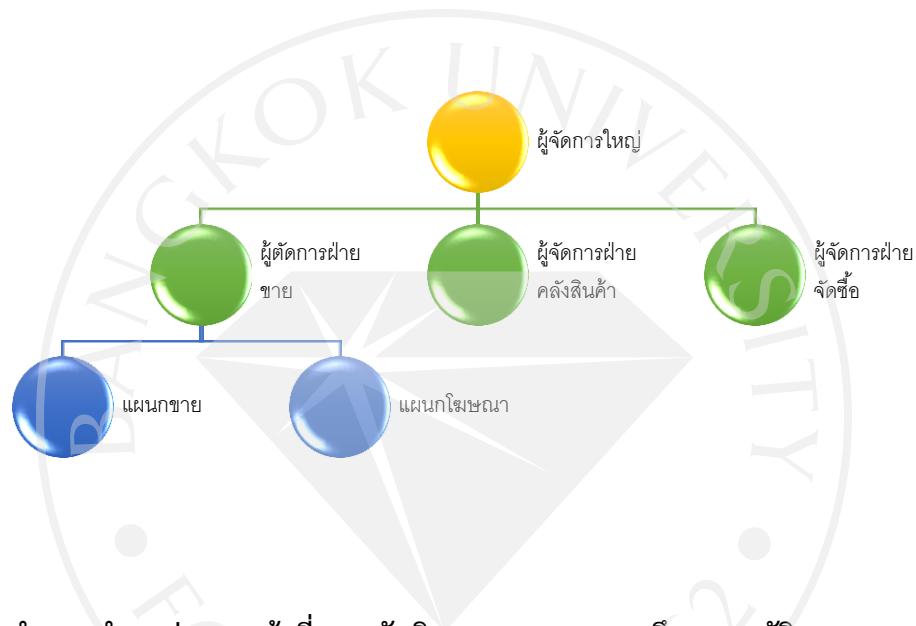 BANGKOK UNIVERSITY
ผู้จัดการใหญ่
ผู้ตัดการฝ่าย
ขาย
ผู้จัดการฝ่าย
คลังสินค้า
ผู้จัดการฝ่าย
จัดซื้อ
แผนกขาย
แผนกโฆษณา